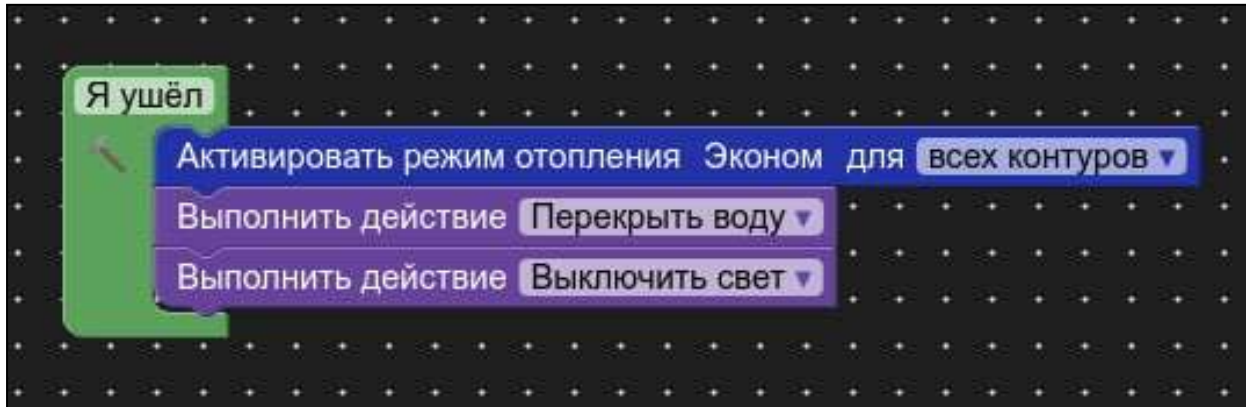 Я ушёл
Активировать режим отопления Эконом для всех контуров
Выполнить действие Перекрыть воду
Выполнить действие Выключить свет